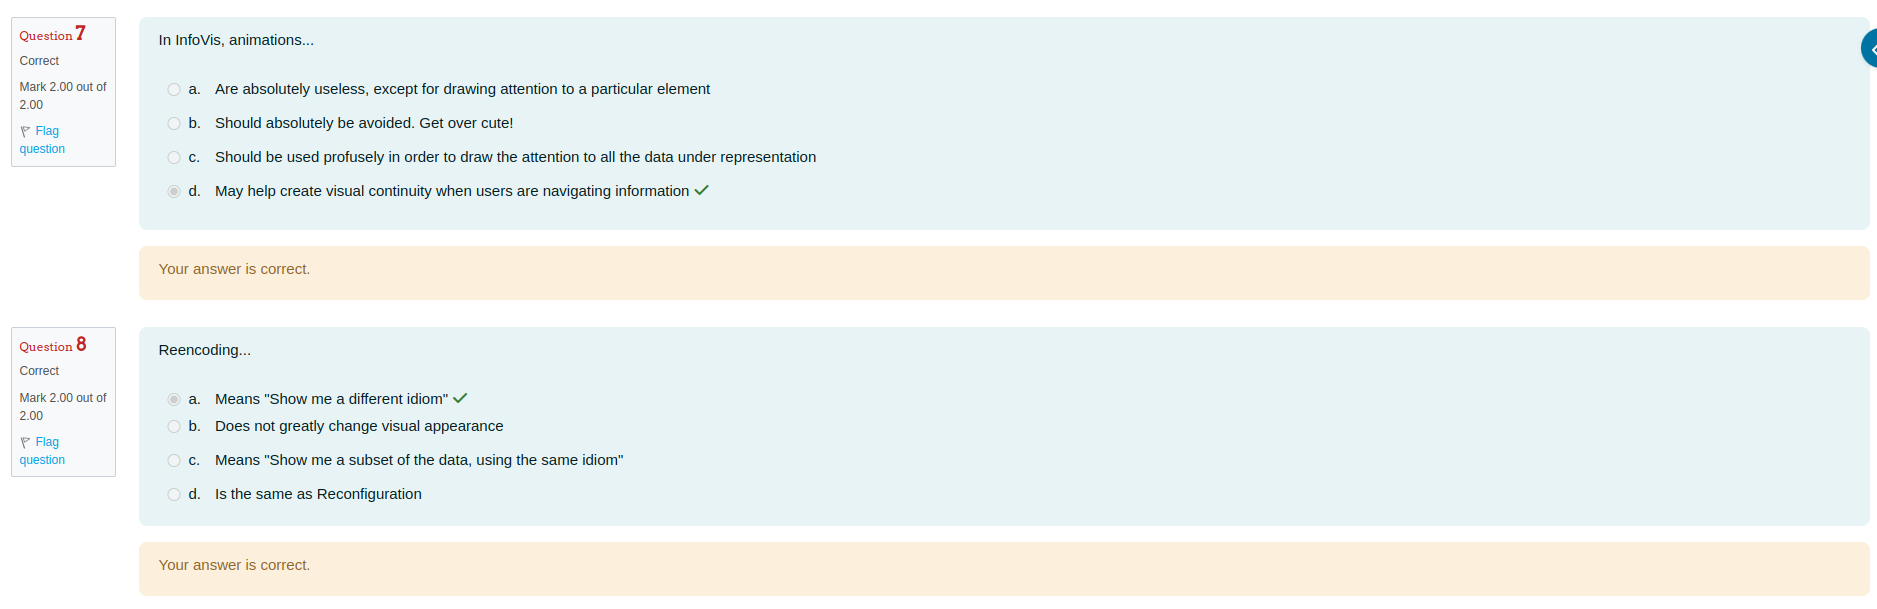 Question 7
Correct
Mark 2.00 out of
2.00
Flag
question
In InfoVis, animations...
a. Are absolutely useless, except for drawing attention to a particular element
b. Should absolutely be avoided. Get over cute!
c. Should be used profusely in order to draw the attention to all the data under representation
d. May help create visual continuity when users are navigating information
Your answer is correct.
Question 8
Correct
Mark 2.00 out of
2.00
Flag
question
Reencoding...
a. Means "Show me a different idiom"
b. Does not greatly change visual appearance
c. Means "Show me a subset of the data, using the same idiom"
d. Is the same as Reconfiguration
Your answer is correct.